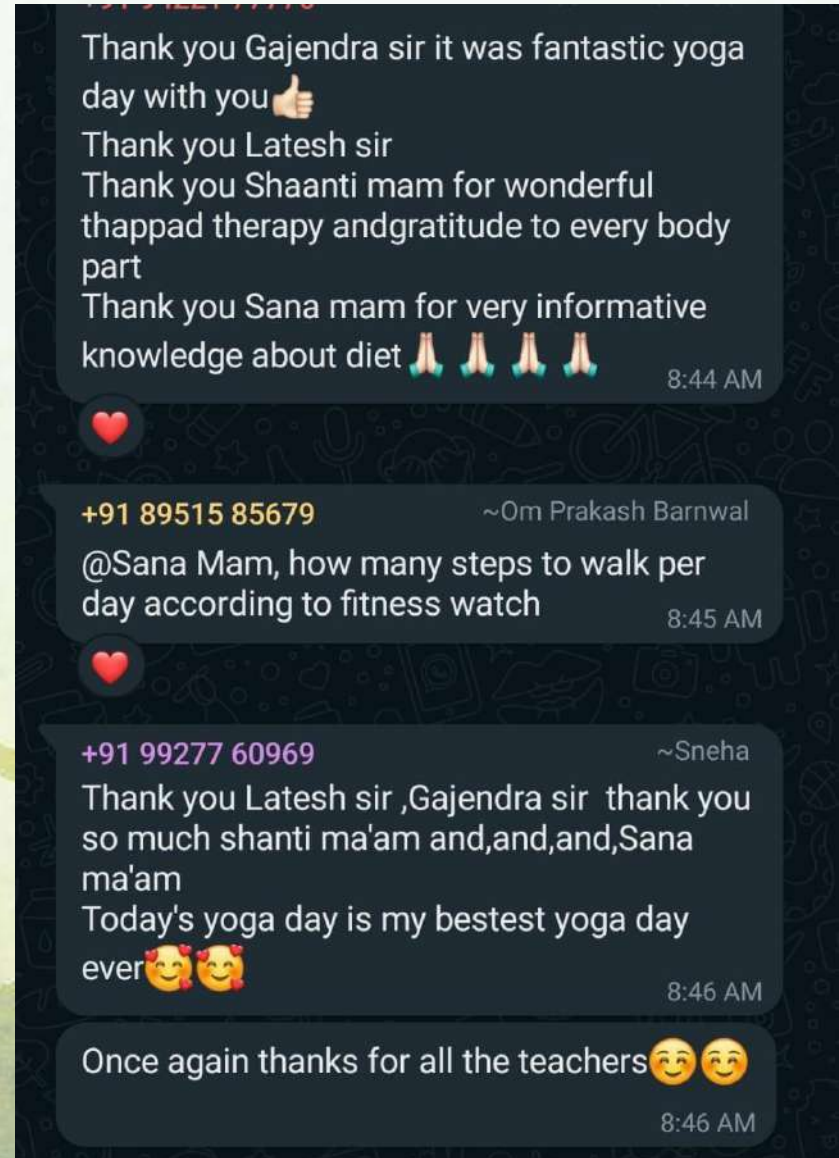 Thank you Gajendra sir it was fantastic yoga
day with you👍🏻
Thank you Latesh sir
Thank you Shaanti mam for wonderful
thappad therapy andgratitude to every body
part
Thank you Sana mam for very informative
knowledge about diet🙏🏻🙏🏻🙏🏻🙏🏻
8:44 AM
❤️
+91 89515 85679 ~Om Prakash Barnwal
@Sana Mam, how many steps to walk per
day according to fitness watch
8:45 AM
❤️
+91 99277 60969 ~Sneha
Thank you Latesh sir ,Gajendra sir  thank you
so much shanti ma'am and,and,and,Sana
ma'am
Today's yoga day is my bestest yoga day
ever🥰🥰
8:46 AM
Once again thanks for all the teachers☺️☺️
8:46 AM